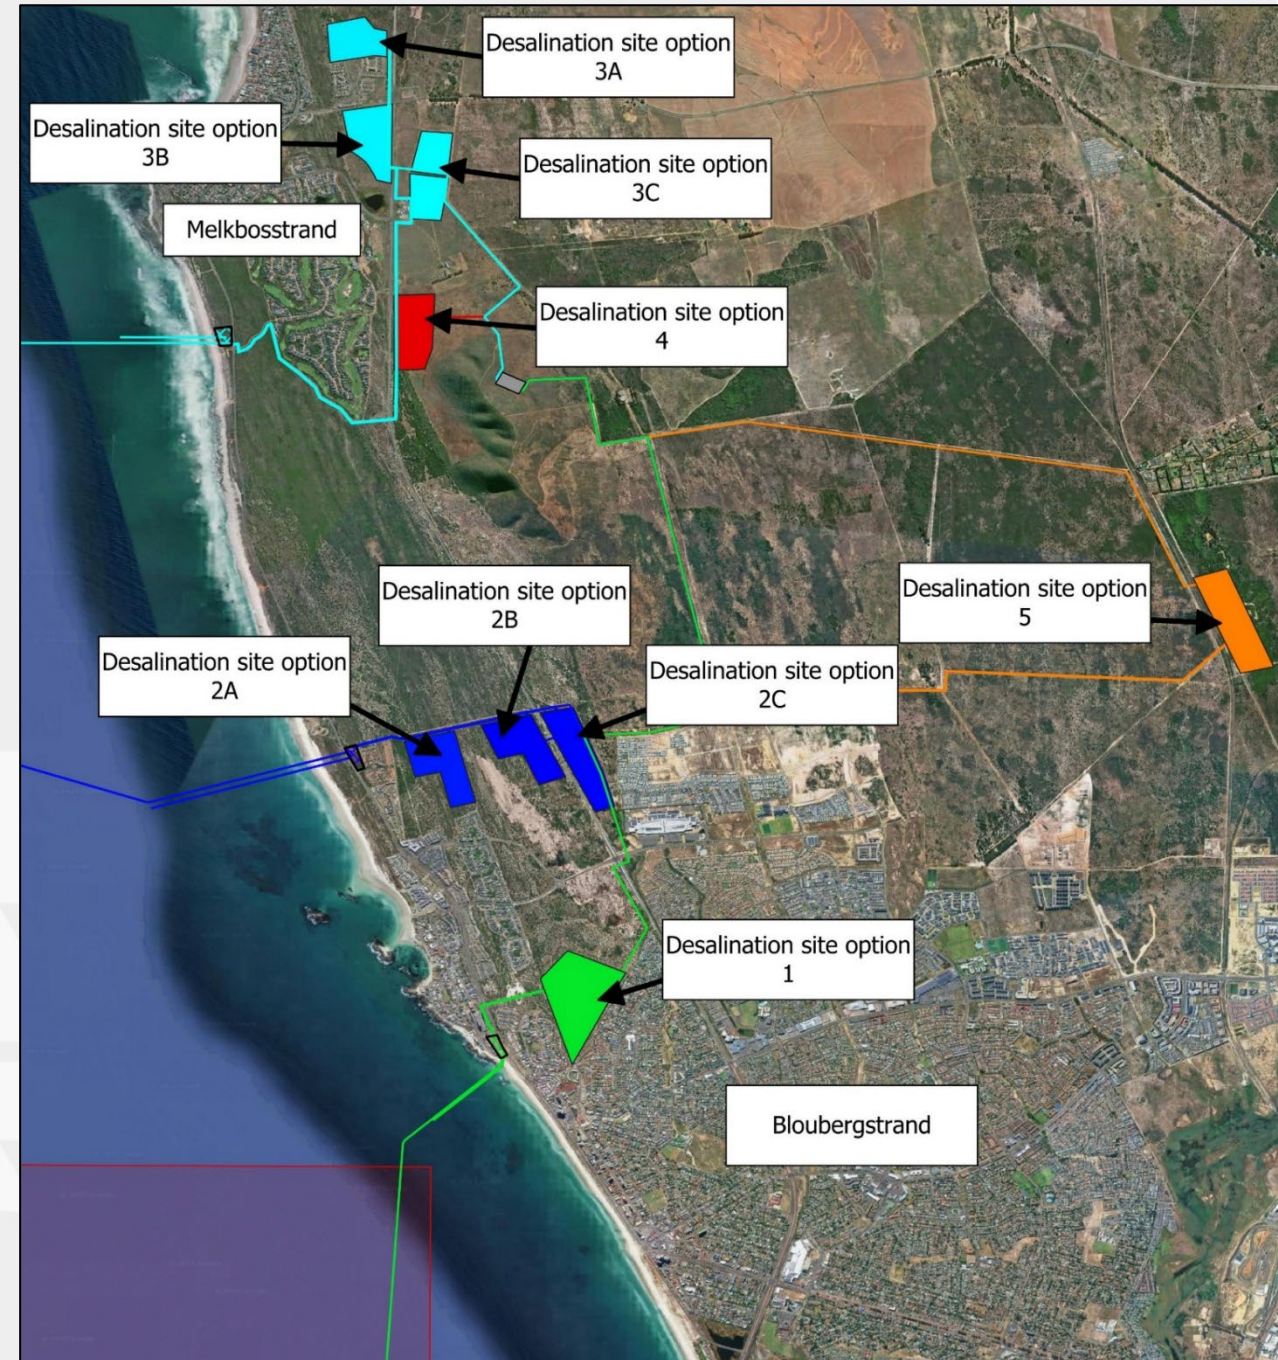 Desalination site option
3A
Desalination site option
3B
Desalination site option
3C
Melkbosstrand
Desalination site option
4
Desalination site option
2B
Desalination site option
5
Desalination site option
2A
Desalination site option
2C
Desalination site option
1
Bloubergstrand